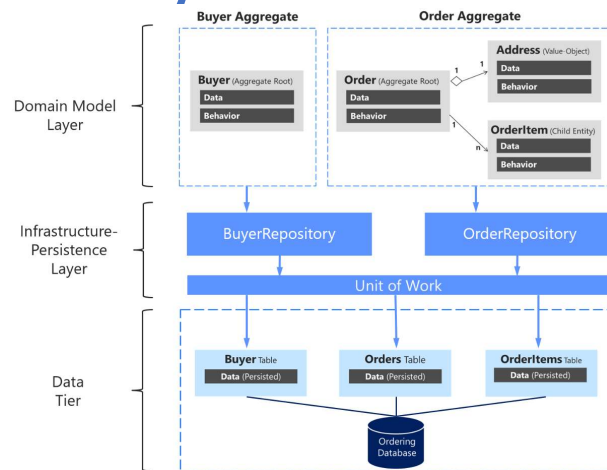 Buyer Aggregate
Order Aggregate
Domain Model
Layer
Buyer (Aggregate Root)
Data
Behavior
Order (Aggregate Root)
Data
Behavior
1
1
Address (Value-Object)
Data
Behavior
1
n
OrderItem (Child Entity)
Data
Behavior
Infrastructure-
Persistence
Layer
BuyerRepository
OrderRepository
Unit of Work
Data
Tier
Buyer Table
Data (Persisted)
Orders Table
Data (Persisted)
OrderItems Table
Data (Persisted)
Ordering
Database